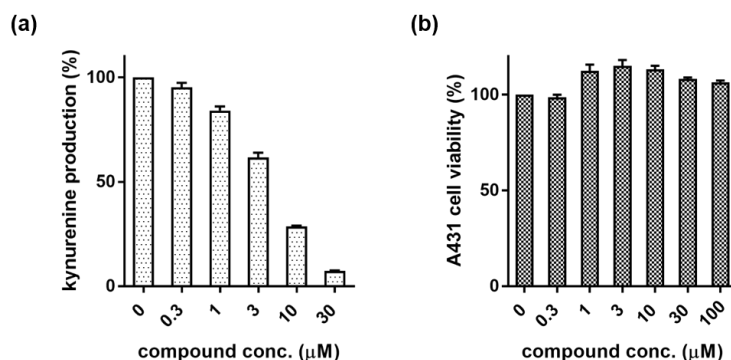 (a)
kynurenine production (%)
100
50
0
0 0.3 1 3 10 30
compound conc. (μM)
(b)
A431 cell viability (%)
100
50
0
0 0.3 1 3 10 30 100
compound conc. (μM)